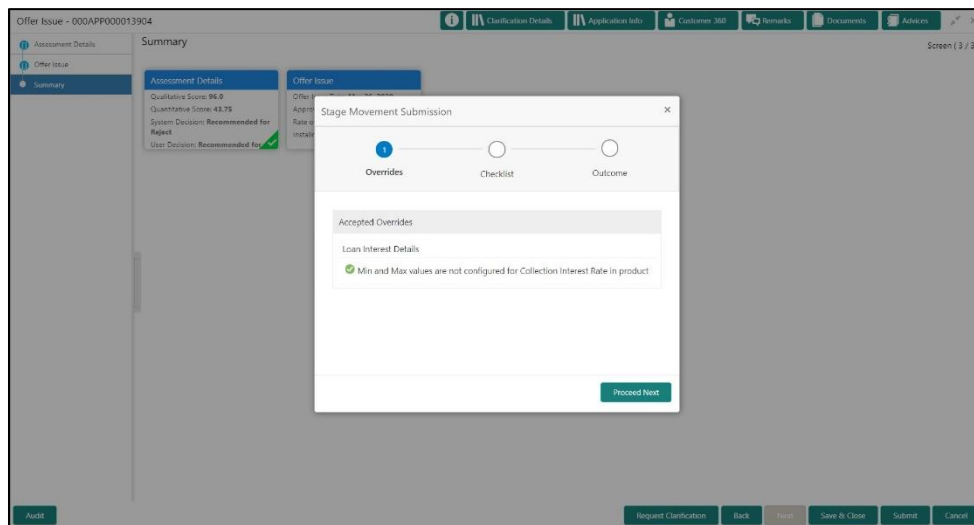 Offer Issue - 000APP000013904
Clarification Details
Application Info
Customer 360
Remarks
Documents
Advices
Assessment Details
Offer Issue
Summary
Summary
Screen ( 3 / 3
Assessment Details
Qualitative Score: 96.0
Quantitative Score: 43.75
System Decision: Recommended for
Reject
User Decision: Recommended for
Offer Issue
Stage Movement Submission
1
Overrides
Checklist
Outcome
Accepted Overrides
Loan Interest Details
Min and Max values are not configured for Collection Interest Rate in product
Proceed Next
Audit
Request Clarification
Back
Next
Save & Close
Submit
Cancel